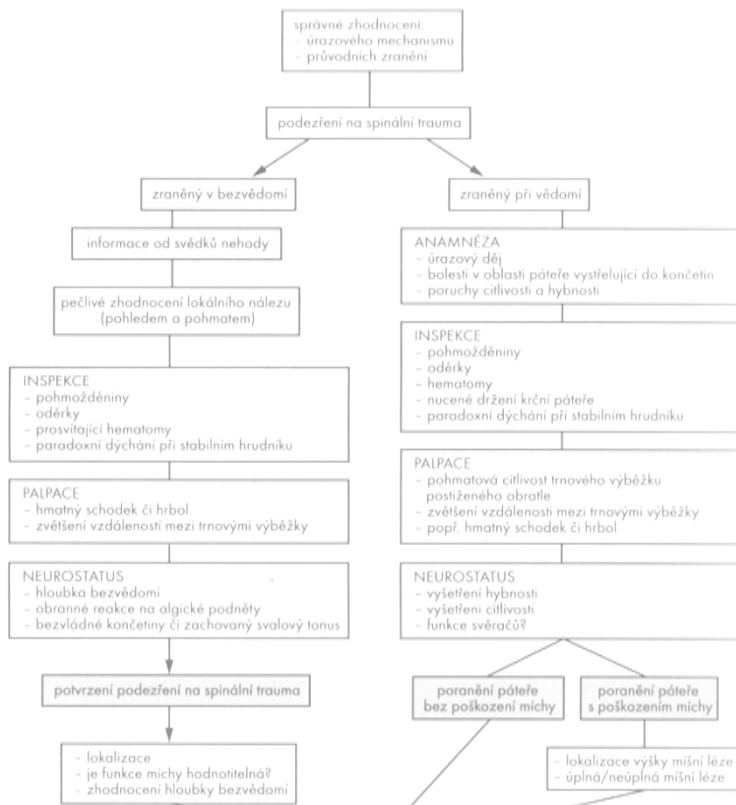 správné zhodnocení:
- úrazového mechanismu
- průvodních zranění
podezření na spinální trauma
zraněný v bezvědomí
informace od svědků nehody
pečlivé zhodnocení lokálního nálezu
(pohledem a pohmatem)
INSPEKCE
- pohmožděniny
- oděrky
- prosvítající hematomy
- paradoxní dýchání při stabilním hrudníku
PALPACE
- hmatný schodek či hrbol
- zvětšení vzdáleností mezi trnovými výběžky
NEUROSTATUS
- hloubka bezvědomí
- obranné reakce na algické podněty
- bezvládné končetiny či zachovaný svalový tonus
potvrzení podezření na spinální trauma
- lokalizace
- je funkce míchy hodnotitelná?
- zhodnocení hloubky bezvědomí
zraněný při vědomí
ANAMNÉZA
- úrazový děj
- bolesti v oblasti páteře vystřelující do končetin
- poruchy citlivosti a hybnosti
INSPEKCE
- pohmožděniny
- oděrky
- hematomy
- nucené držení krční páteře
- paradoxní dýchání při stabilním hrudníku
PALPACE
- pohmatová citlivost trnového výběžku
postiženého obratle
- zvětšení vzdálenosti mezi trnovými výběžky
- popř. hmatný schodek či hrbol
NEUROSTATUS
- vyšetření hybnosti
- vyšetření citlivosti
- funkce svěračů?
poranění páteře
bez poškození míchy
poranění páteře
s poškozením míchy
- lokalizace výšky míšní léze
- úplná/neúplná míšní léze